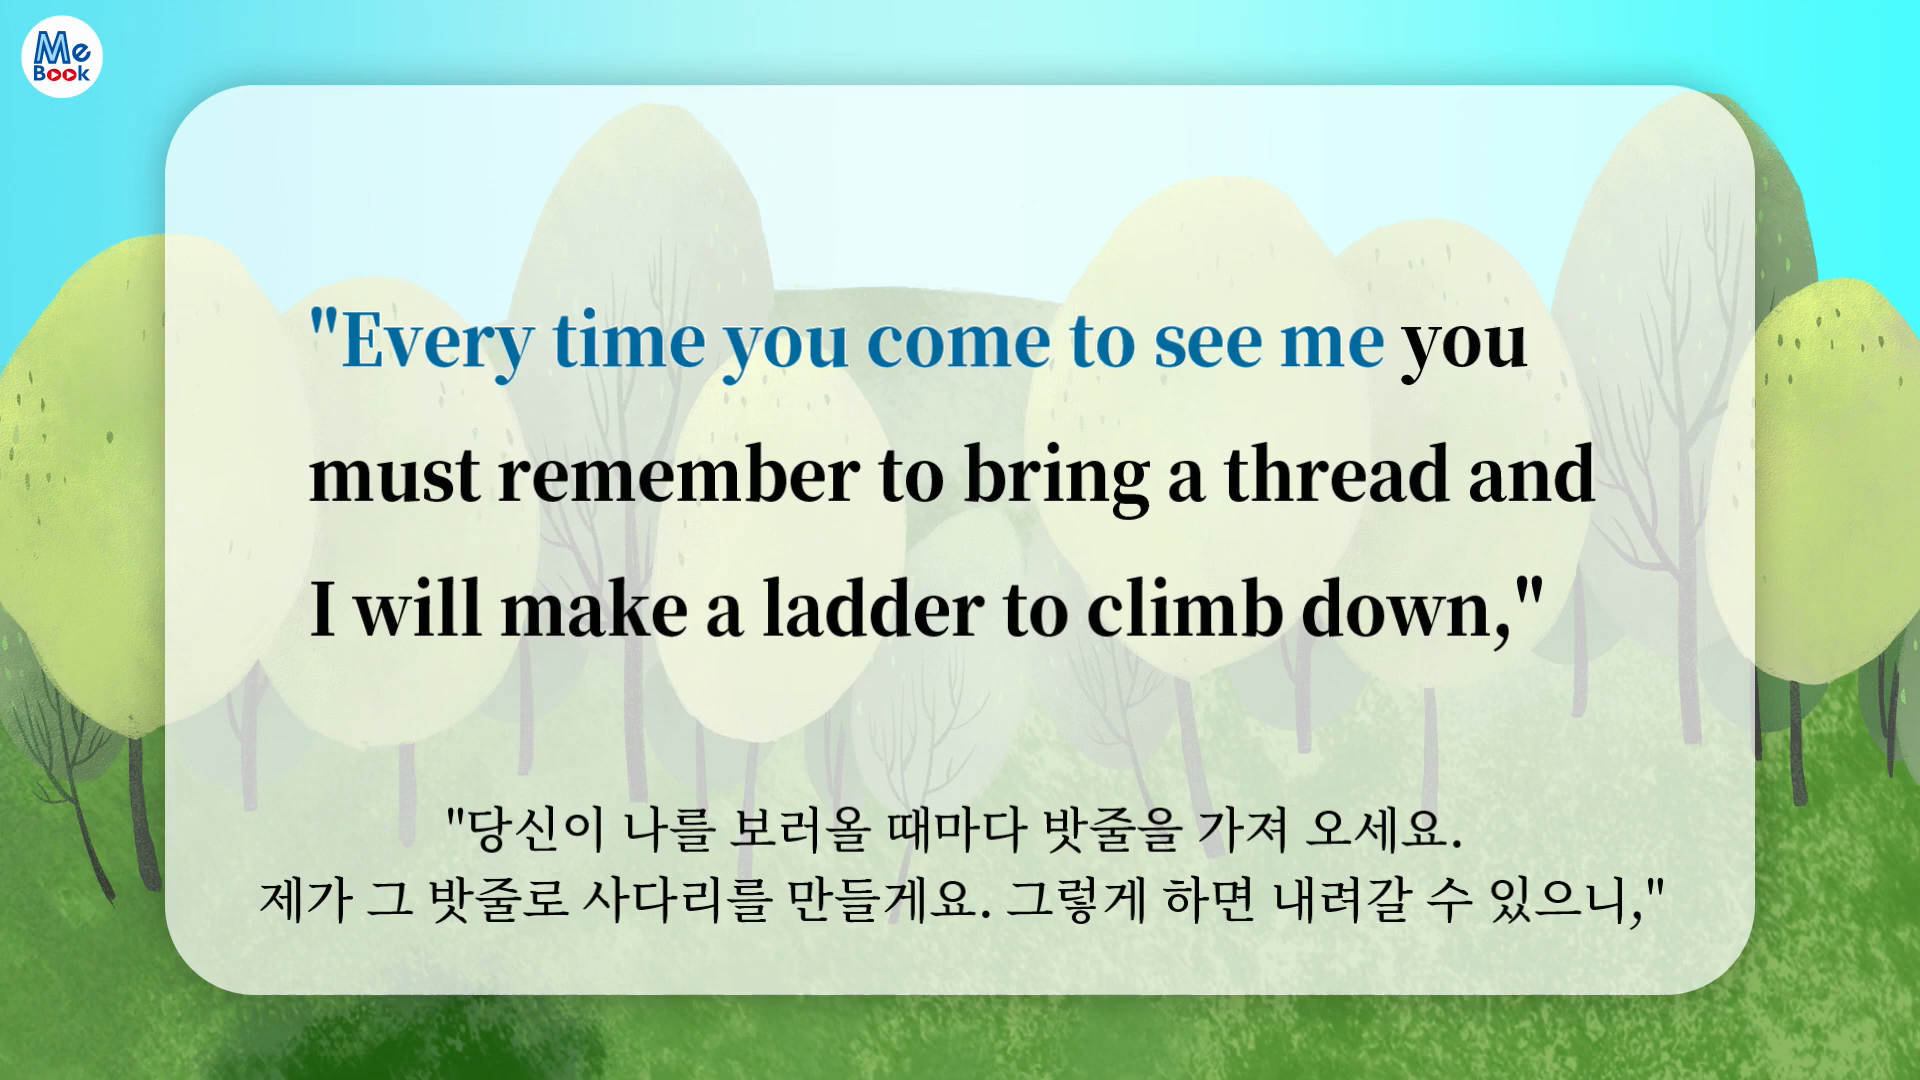 Me
Book
"Every time you come to see me you
must remember to bring a thread and
I will make a ladder to climb down,"
"당신이 나를 보러올 때마다 밧줄을 가져 오세요.
제가 그 밧줄로 사다리를 만들게요. 그렇게 하면 내려갈 수 있으니,"